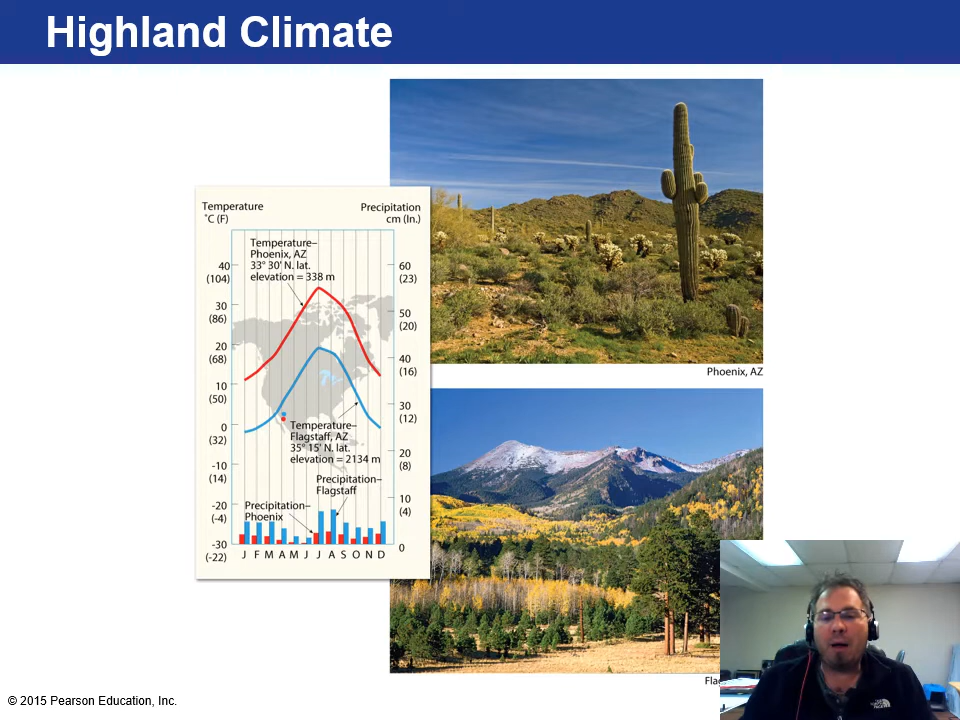 Highland Climate
Temperature
˚C (F)
Precipitation
cm (In.)
Temperature–
Phoenix, AZ
33° 30' N. lat.
elevation = 338 m
40
(104)
30
(86)
20
(68)
10
(50)
0
(32)
-10
(14)
-20
(-4)
-30
(-22)
60
(23)
50
(20)
40
(16)
30
(12)
20
(8)
10
(4)
0
Temperature–
Flagstaff, AZ
35° 15' N. lat.
elevation = 2134 m
Precipitation–
Flagstaff
Precipitation–
Phoenix
J F M A M J J A S O N D
Phoenix, AZ
© 2015 Pearson Education, Inc.